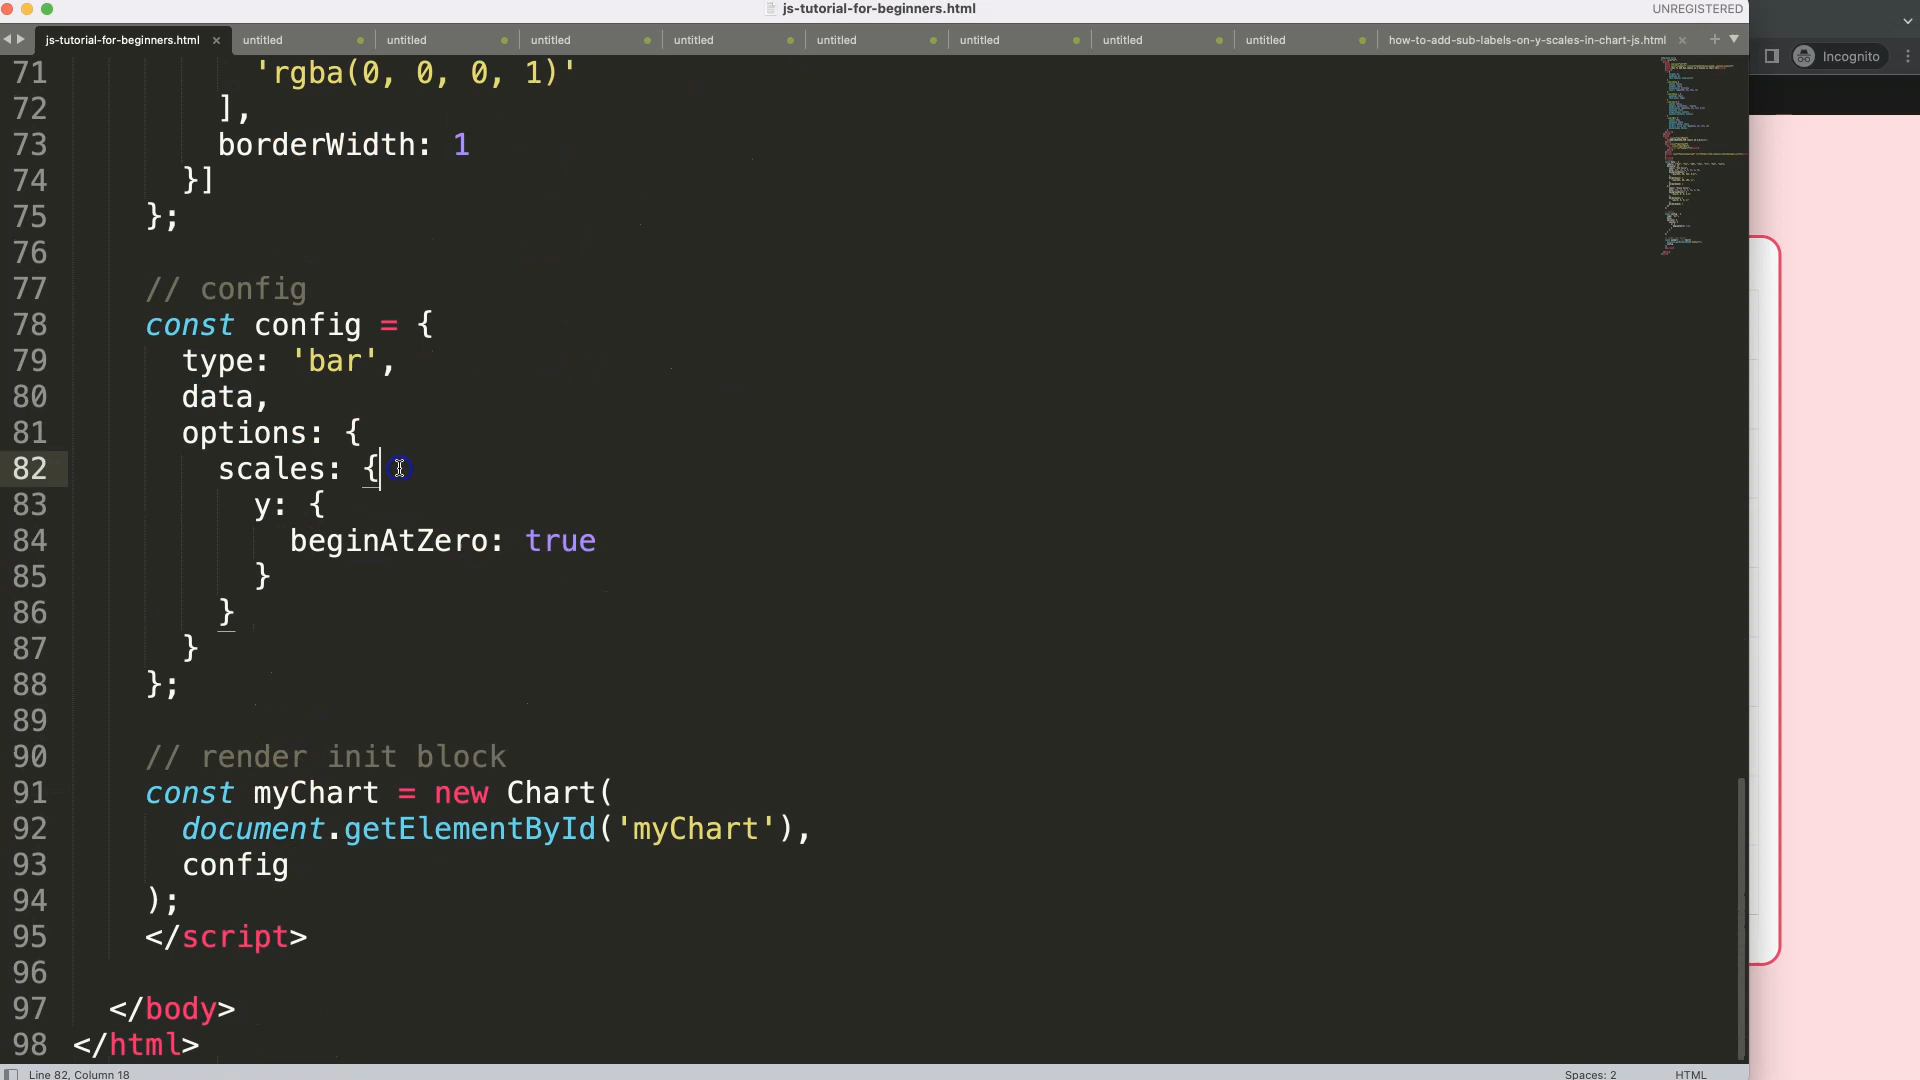 js-tutorial-for-beginners.html
UNREGISTERED
js-tutorial-for-beginners.html
untitled
untitled
untitled
untitled
untitled
untitled
untitled
untitled
how-to-add-sub-labels-on-y-scales-in-chart-js.html
Incognito
71 'rgba(0, 0, 0, 1)'
72 ],
73 borderWidth: 1
74 }]
75 };
76
77 // config
78 const config = {
79 type: 'bar',
80 data,
81 options: {
82 scales: {
83 y: {
84 beginAtZero: true
85 }
86 }
87 }
88 };
89
90 // render init block
91 const myChart = new Chart(
92 document.getElementById('myChart'),
93 config
94 );
95 </script>
96
97 </body>
98 </html>
Line 82, Column 18
Spaces: 2
HTML